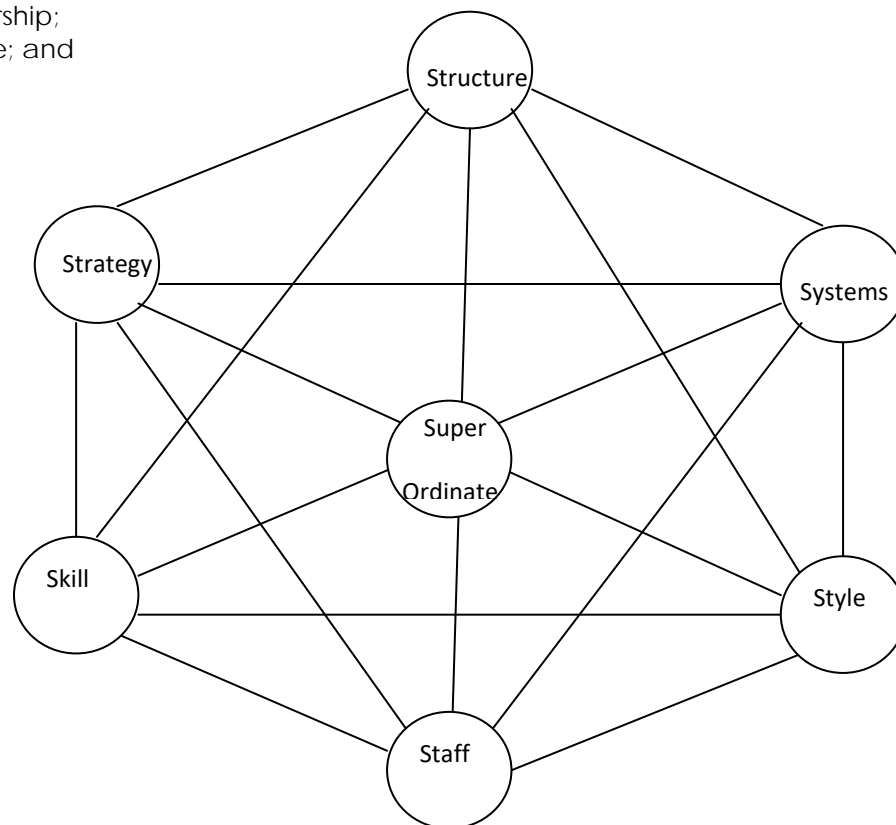 rship;
e; and
Structure
Strategy
Systems
Super
Ordinate
Skill
Style
Staff